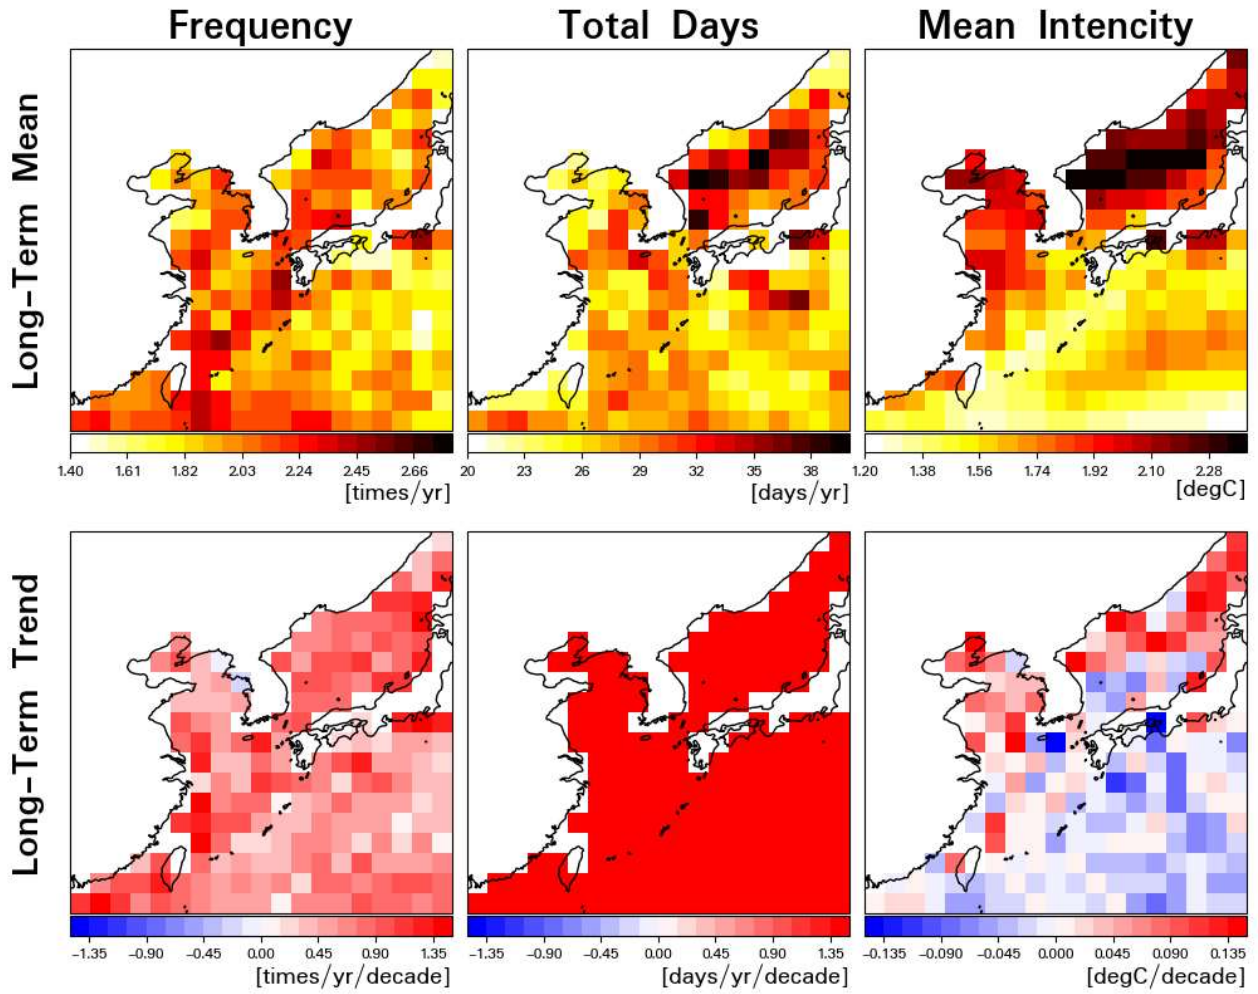 Frequency Total Days Mean Intencity
Long-Term Mean
1.40 1.61 1.82 2.03 2.24 2.45 2.66
[times/yr]
20 23 26 29 32 35 38
[days/yr]
1.20 1.38 1.56 1.74 1.92 2.10 2.28
[degC]
Long-Term Trend
-1.35 -0.90 -0.45 0.00 0.45 0.90 1.35
[times/yr/decade]
-1.35 -0.90 -0.45 0.00 0.45 0.90 1.35
[days/yr/decade]
-0.135 -0.090 -0.045 0.000 0.045 0.090 0.135
[degC/decade]